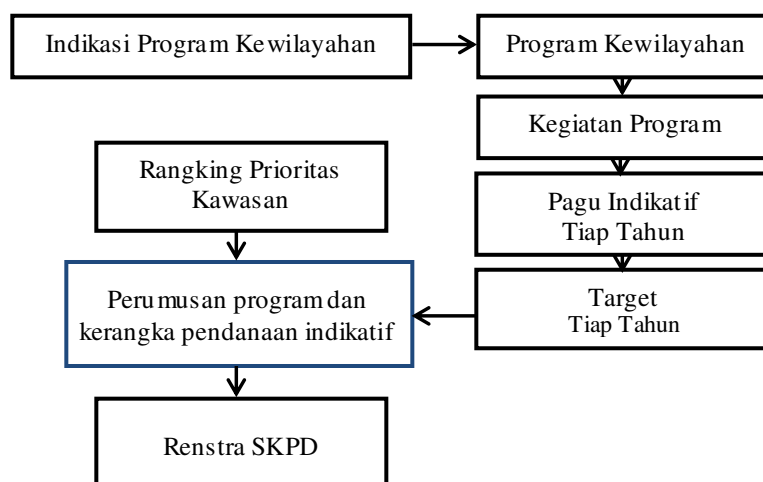 Indikasi Program Kewilayahan
Program Kewilayahan
Kegiatan Program
Rangking Prioritas
Kawasan
Pagu Indikatif
Tiap Tahun
Perumusan program dan
kerangka pendanaan indikatif
Target
Tiap Tahun
Renstra SKPD